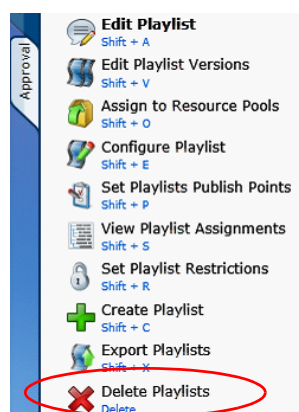 Approval
Edit Playlist
Shift + A
Edit Playlist Versions
Shift + V
Assign to Resource Pools
Shift + O
Configure Playlist
Shift + E
Set Playlists Publish Points
Shift + P
View Playlist Assignments
Shift + S
Set Playlist Restrictions
Shift + R
Create Playlist
Shift + C
Export Playlists
Shift + X
Delete Playlists
Delete